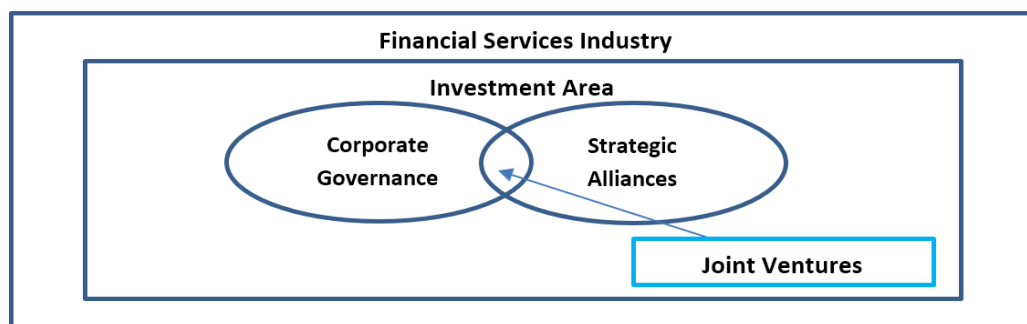 Financial Services Industry
Investment Area
Corporate
Governance
Strategic
Alliances
Joint Ventures